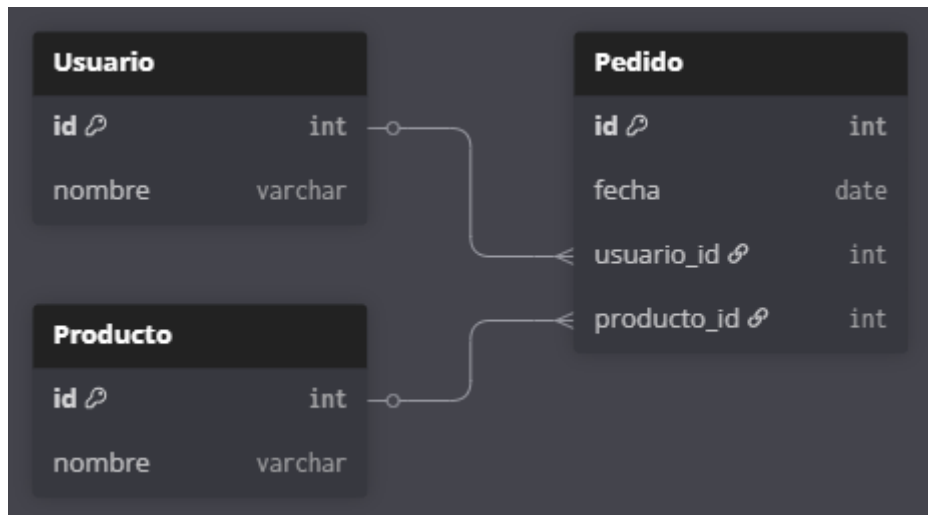 Usuario
id int
nombre varchar
Producto
id int
nombre varchar
Pedido
id int
fecha date
usuario_id int
producto_id int